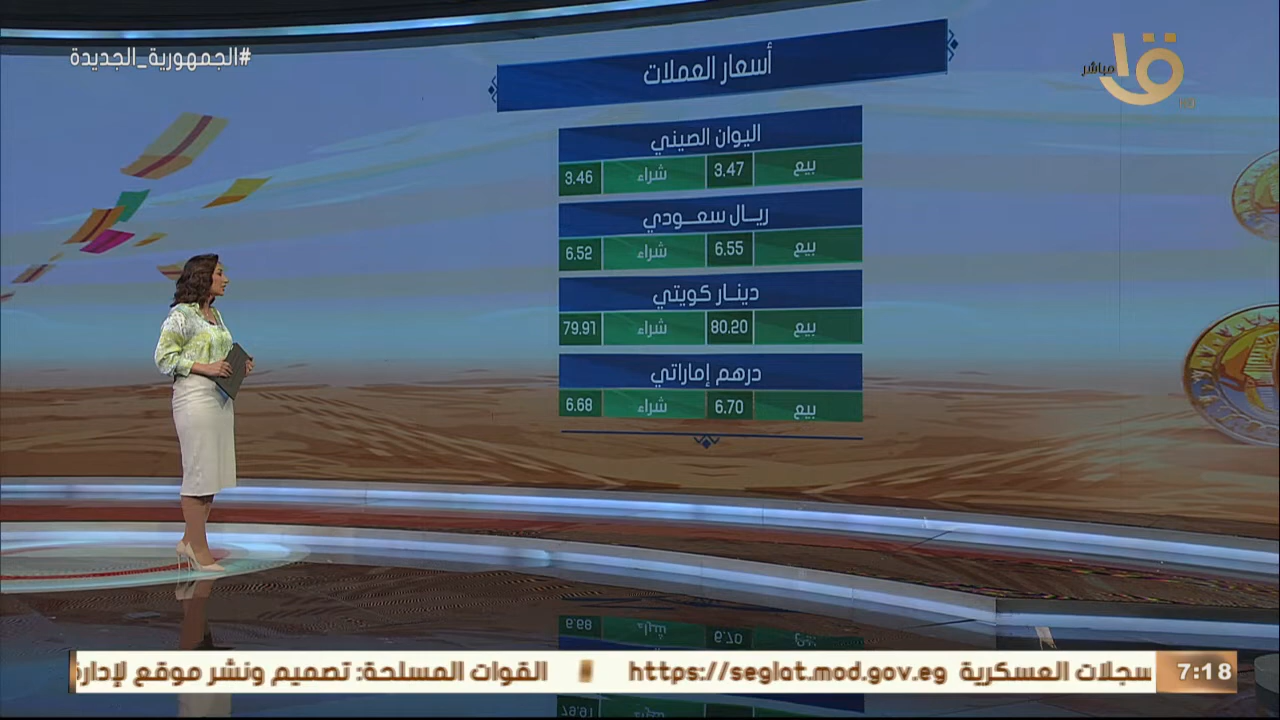 #الجمهورية_الجديدة
مباشر
أسعار العملات
اليوان الصيني
بيع 3.47 شراء 3.46
ريال سعودي
بيع 6.55 شراء 6.52
دينار كويتي
بيع 80.20 شراء 79.91
درهم إماراتي
بيع 6.70 شراء 6.68
7:18 سجلات العسكرية https://seglat.mod.gov.eg القوات المسلحة: تصميم ونشر موقع لإدارة